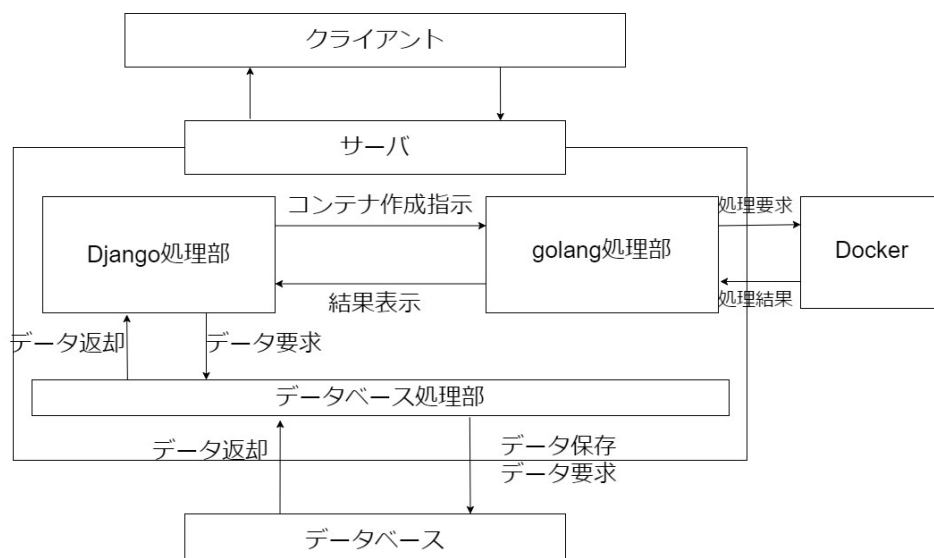 クライアント
サーバ
コンテナ作成指示
処理要求
Django処理部
golang処理部
Docker
結果表示
処理結果
データ返却
データ要求
データベース処理部
データ返却
データ保存
データ要求
データベース